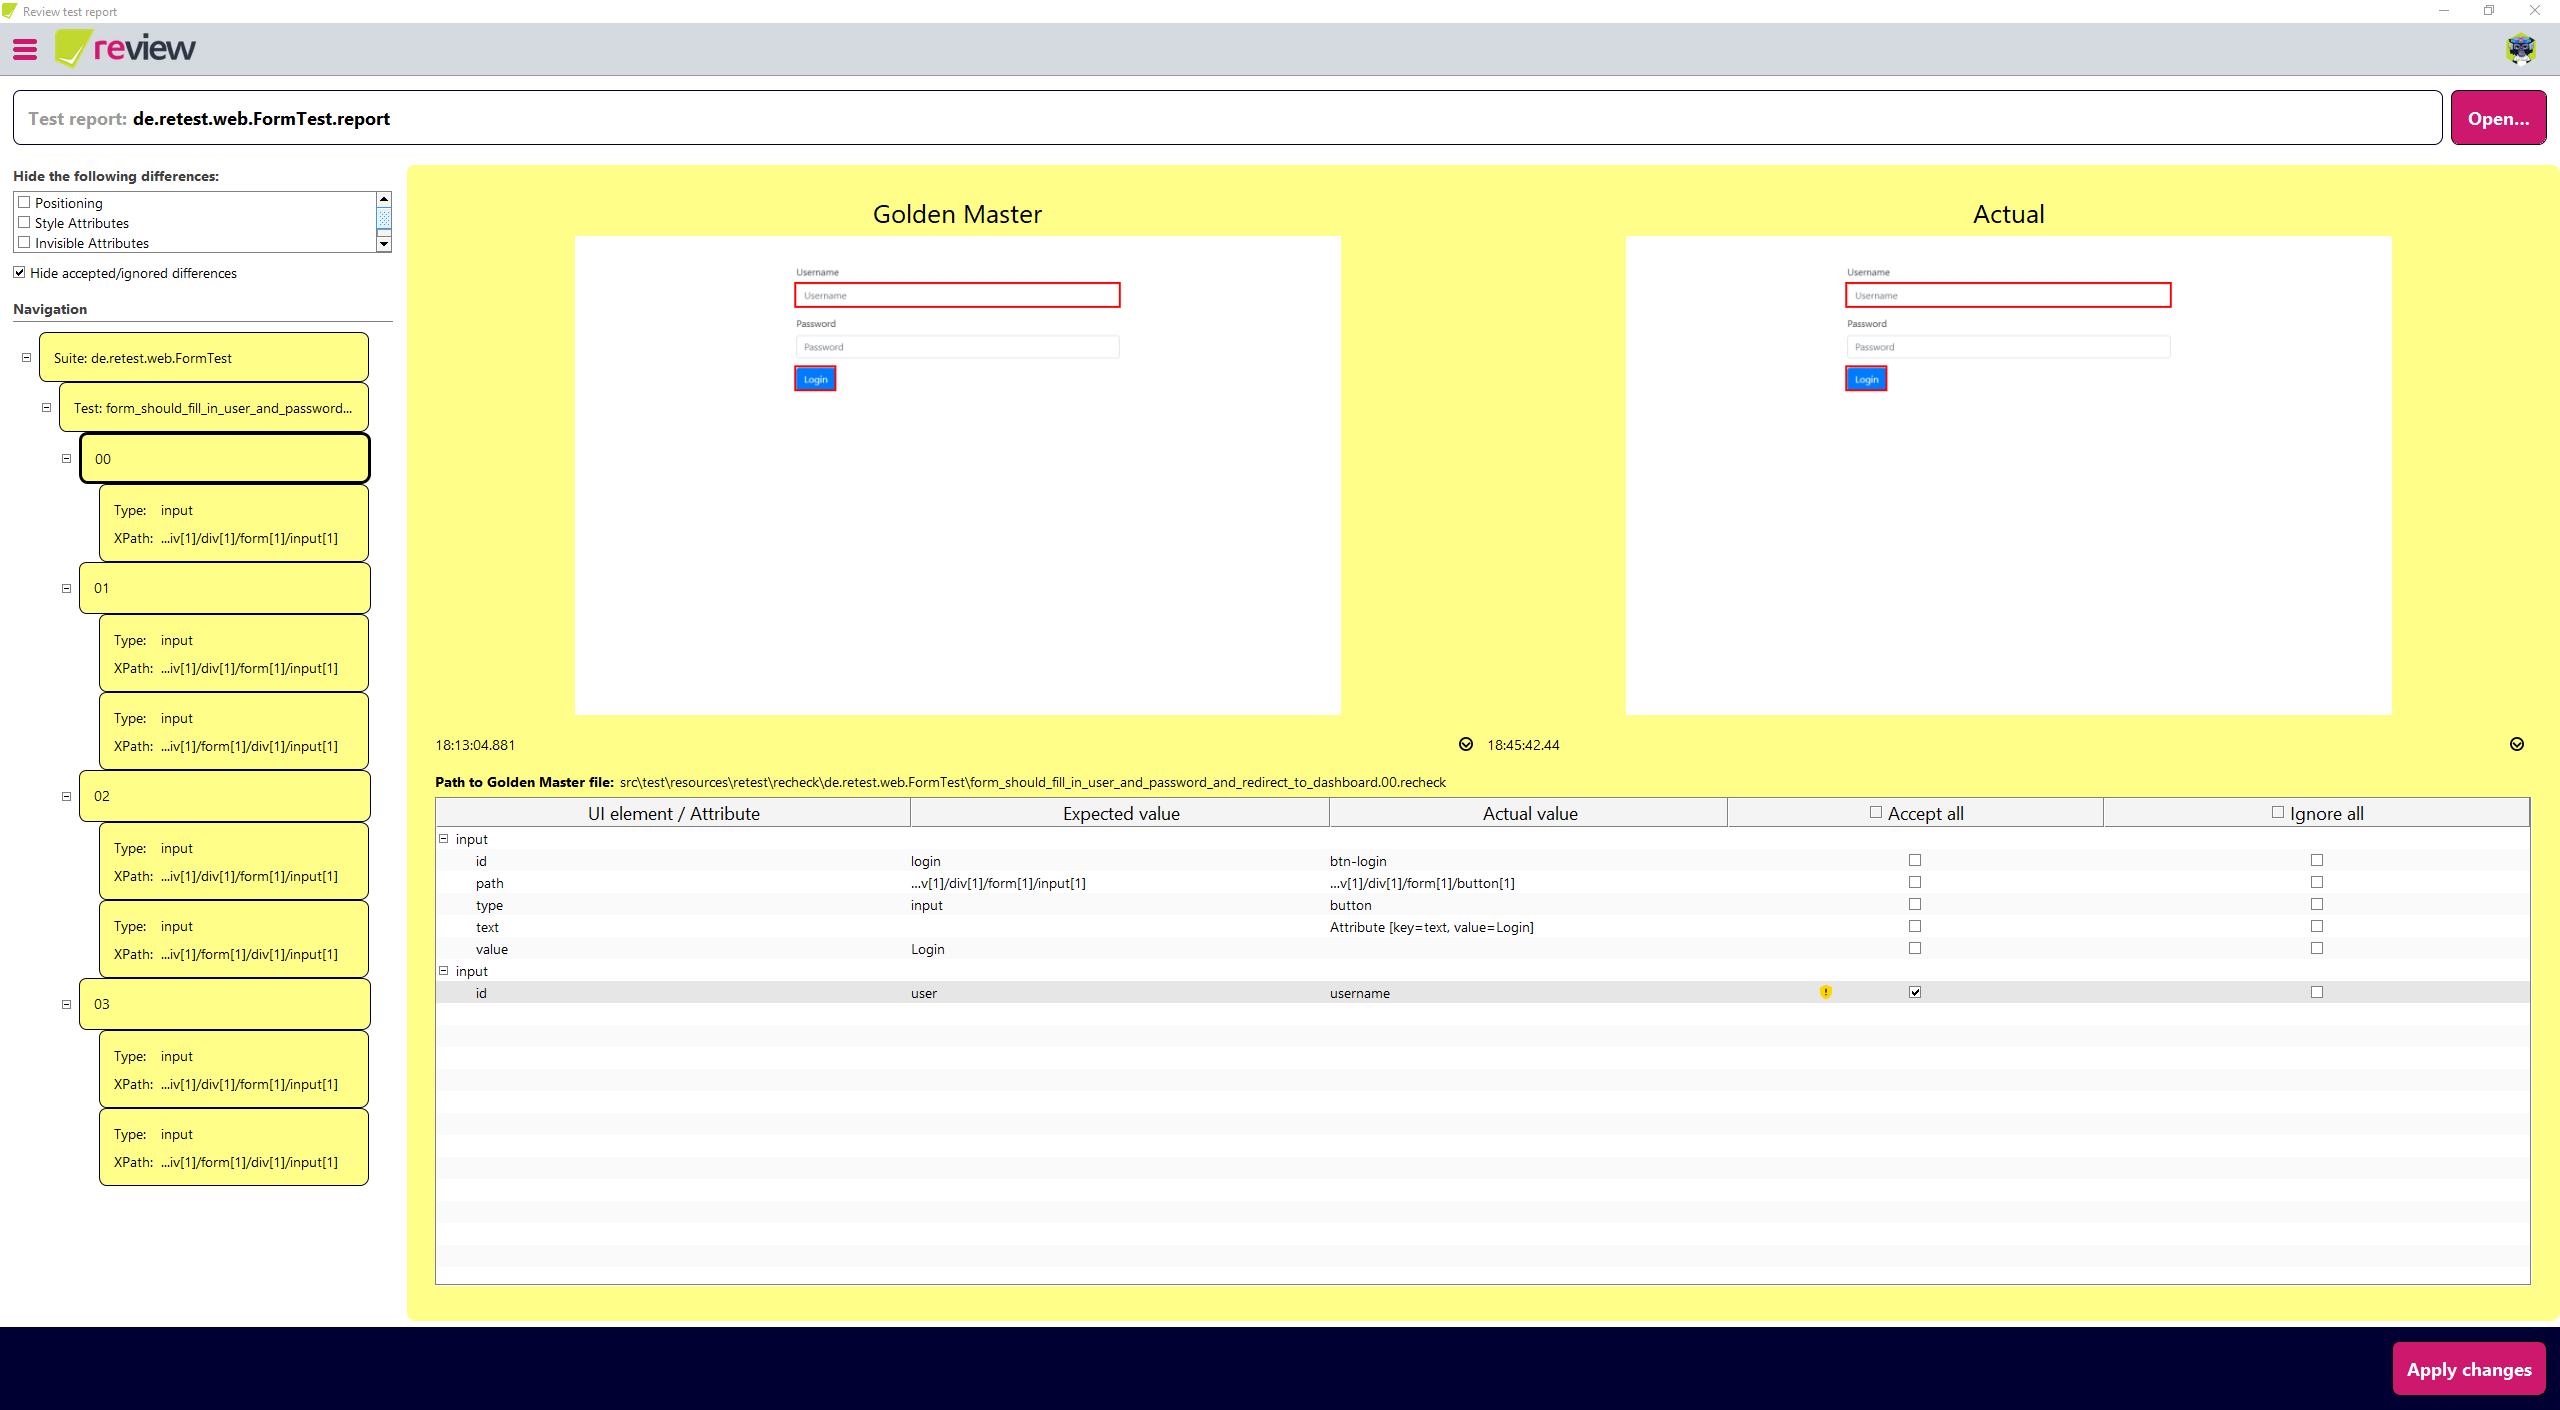 Review test report
review
Test report: de.retest.web.FormTest.report
Open...
Hide the following differences:
Positioning
Style Attributes
Invisible Attributes
Hide accepted/ignored differences
Navigation
Suite: de.retest.web.FormTest
Test: form_should_fill_in_user_and_password...
00
Type: input
XPath: ...iv[1]/div[1]/form[1]/input[1]
01
Type: input
XPath: ...iv[1]/div[1]/form[1]/input[1]
Type: input
XPath: ...iv[1]/form[1]/div[1]/input[1]
02
Type: input
XPath: ...iv[1]/div[1]/form[1]/input[1]
Type: input
XPath: ...iv[1]/form[1]/div[1]/input[1]
03
Type: input
XPath: ...iv[1]/div[1]/form[1]/input[1]
Type: input
XPath: ...iv[1]/form[1]/div[1]/input[1]
Golden Master
Username
Username
Password
Password
Login
18:13:04.881
Actual
Username
Username
Password
Password
Login
18:45:42.44
Path to Golden Master file: src\test\resources\retest\recheck\de.retest.web.FormTest\form_should_fill_in_user_and_password_and_redirect_to_dashboard.00.recheck
UI element / Attribute Expected value Actual value Accept all Ignore all
input
id login btn-login
path ...v[1]/div[1]/form[1]/input[1] ...v[1]/div[1]/form[1]/button[1]
type input button
text Attribute [key=text, value=Login]
value Login
input
id user username
Apply changes